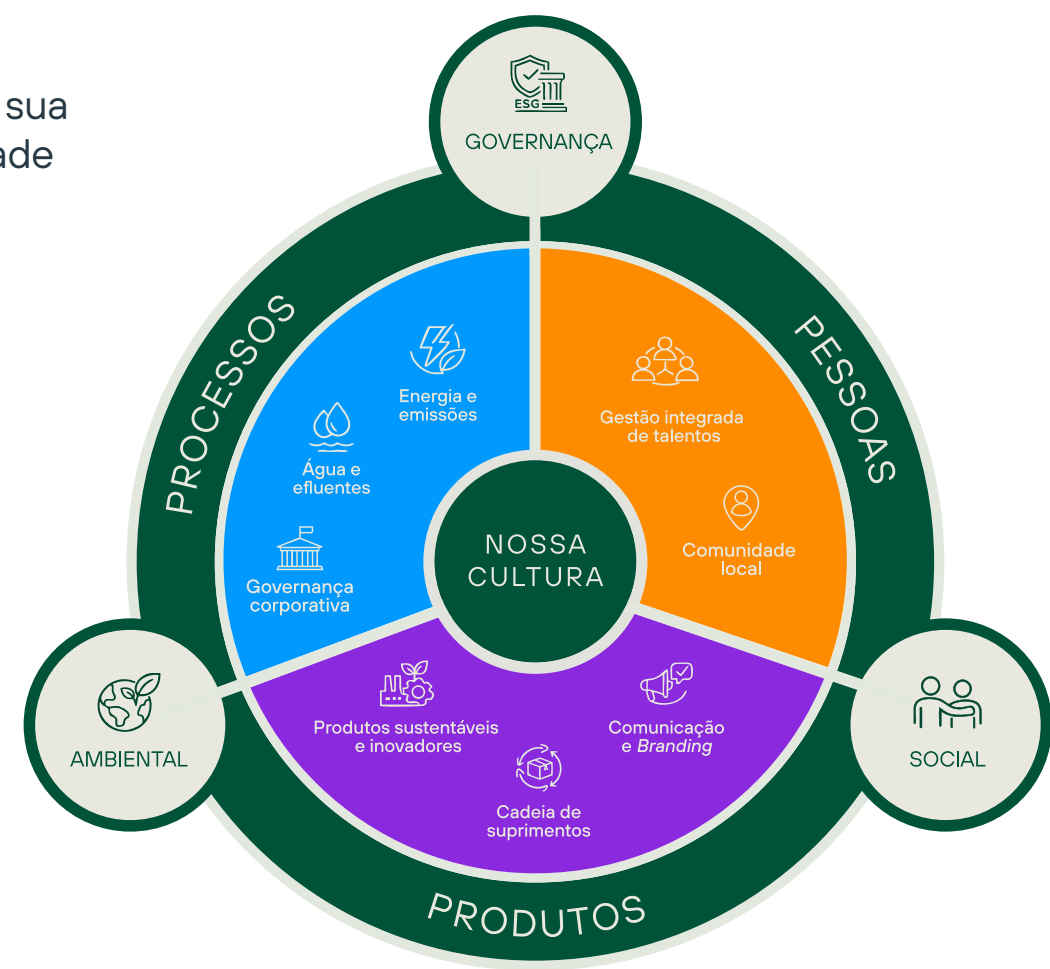 sua
ade
ESG
GOVERNANÇA
PROCESSOS
PESSOAS
Energia e
emissões
Água e
efluentes
Governança
corporativa
Gestão integrada
de talentos
Comunidade
local
NOSSA
CULTURA
Produtos sustentáveis
e inovadores
Comunicação
e Branding
Cadeia de
suprimentos
AMBIENTAL
SOCIAL
PRODUTOS